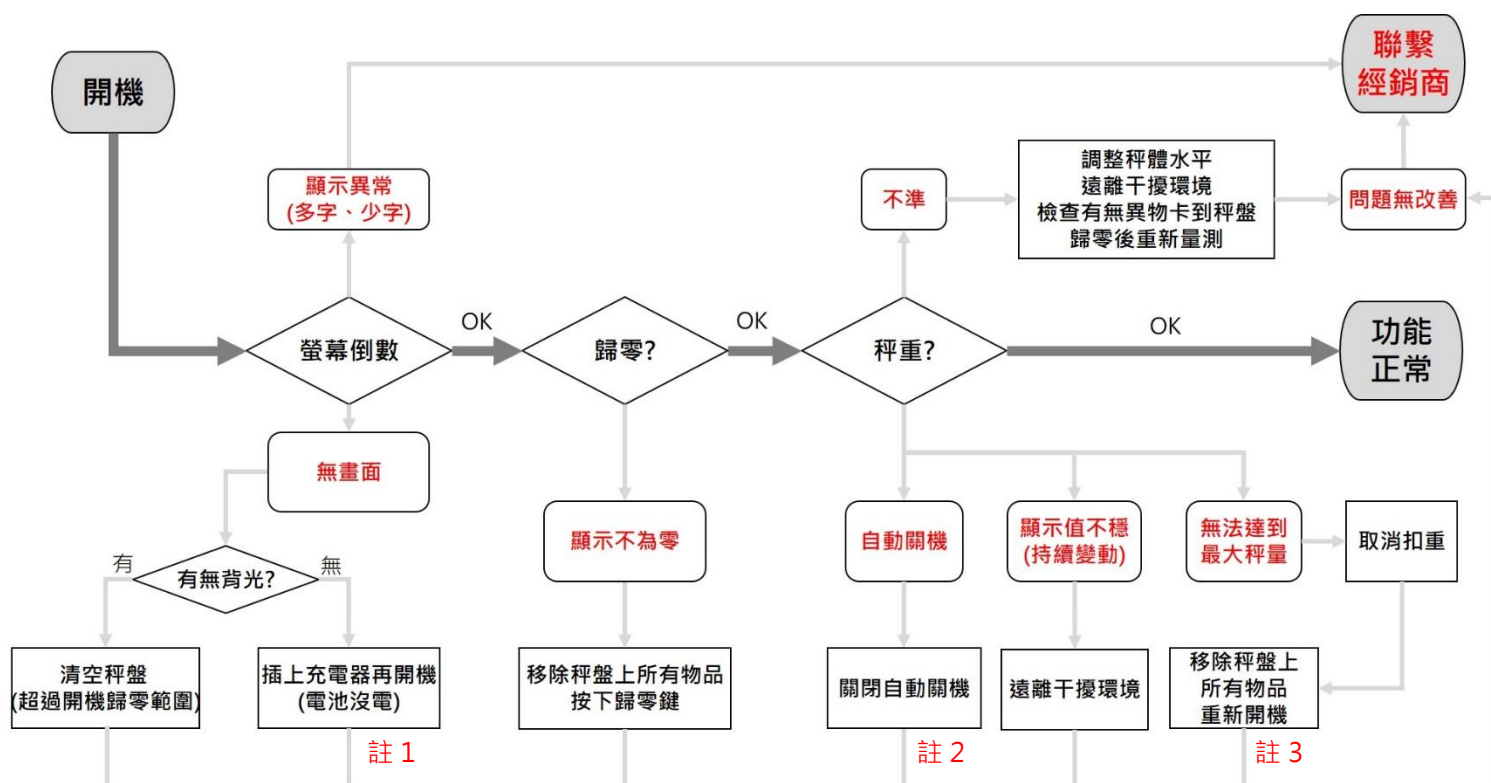 開機
聯繫
經銷商
顯示異常
(多字、少字)
不準
調整秤體水平
遠離干擾環境
檢查有無異物卡到秤盤
歸零後重新量測
問題無改善
螢幕倒數
OK
歸零?
OK
秤重?
OK
功能
正常
無畫面
顯示不為零
自動關機
顯示值不穩
(持續變動)
無法達到
最大秤量
取消扣重
有
有無背光?
無
清空秤盤
(超過開機歸零範圍)
插上充電器再開機
(電池沒電)
移除秤盤上所有物品
按下歸零鍵
關閉自動關機
遠離干擾環境
移除秤盤上
所有物品
重新開機
註 1
註 2
註 3